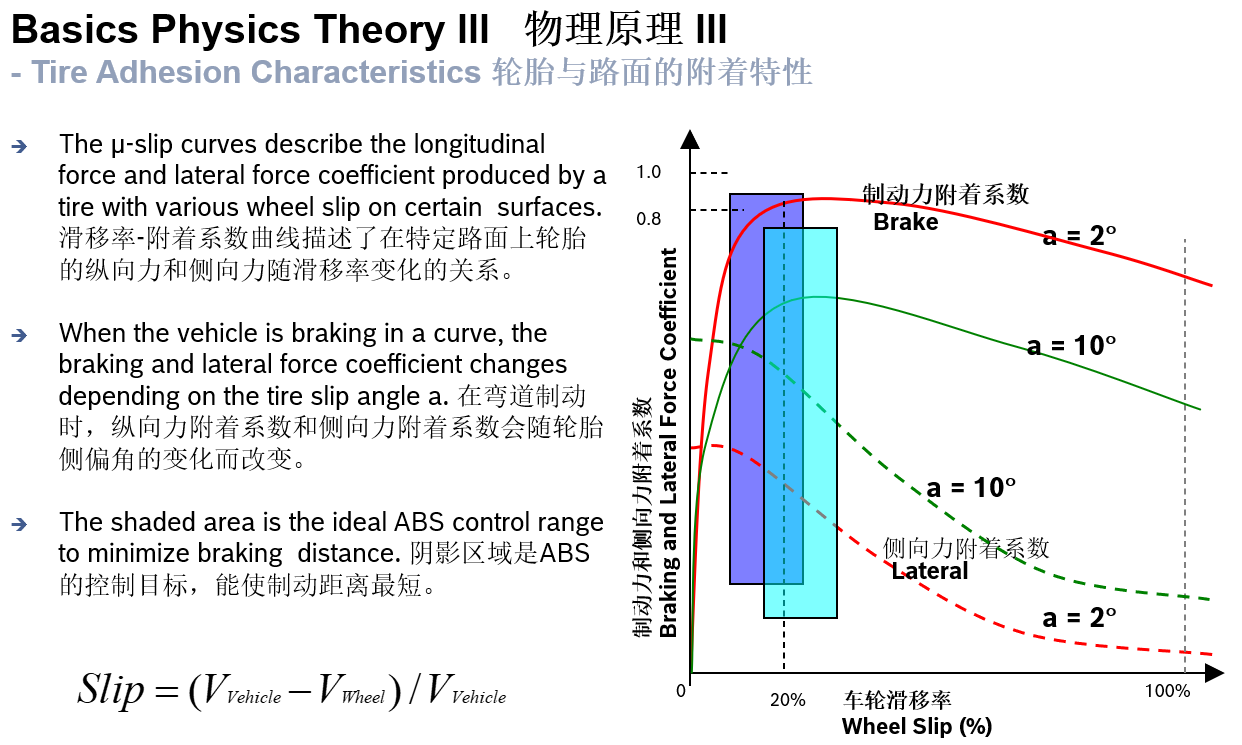 Basics Physics Theory III 物理原理 III
- Tire Adhesion Characteristics 轮胎与路面的附着特性
The µ-slip curves describe the longitudinal
force and lateral force coefficient produced by a
tire with various wheel slip on certain surfaces.
滑移率-附着系数曲线描述了在特定路面上轮胎
的纵向力和侧向力随滑移率变化的关系。
When the vehicle is braking in a curve, the
braking and lateral force coefficient changes
depending on the tire slip angle a. 在弯道制动
时，纵向力附着系数和侧向力附着系数会随轮胎
侧偏角的变化而改变。
The shaded area is the ideal ABS control range
to minimize braking distance. 阴影区域是ABS
的控制目标，能使制动距离最短。
Slip = (V Vehicle − V Wheel) / V Vehicle
1.0
0.8
制动力和侧向力附着系数
Braking and Lateral Force Coefficient
制动力附着系数
Brake
a = 2°
a = 10°
a = 10°
侧向力附着系数
Lateral
a = 2°
0
20%
100%
车轮滑移率
Wheel Slip (%)